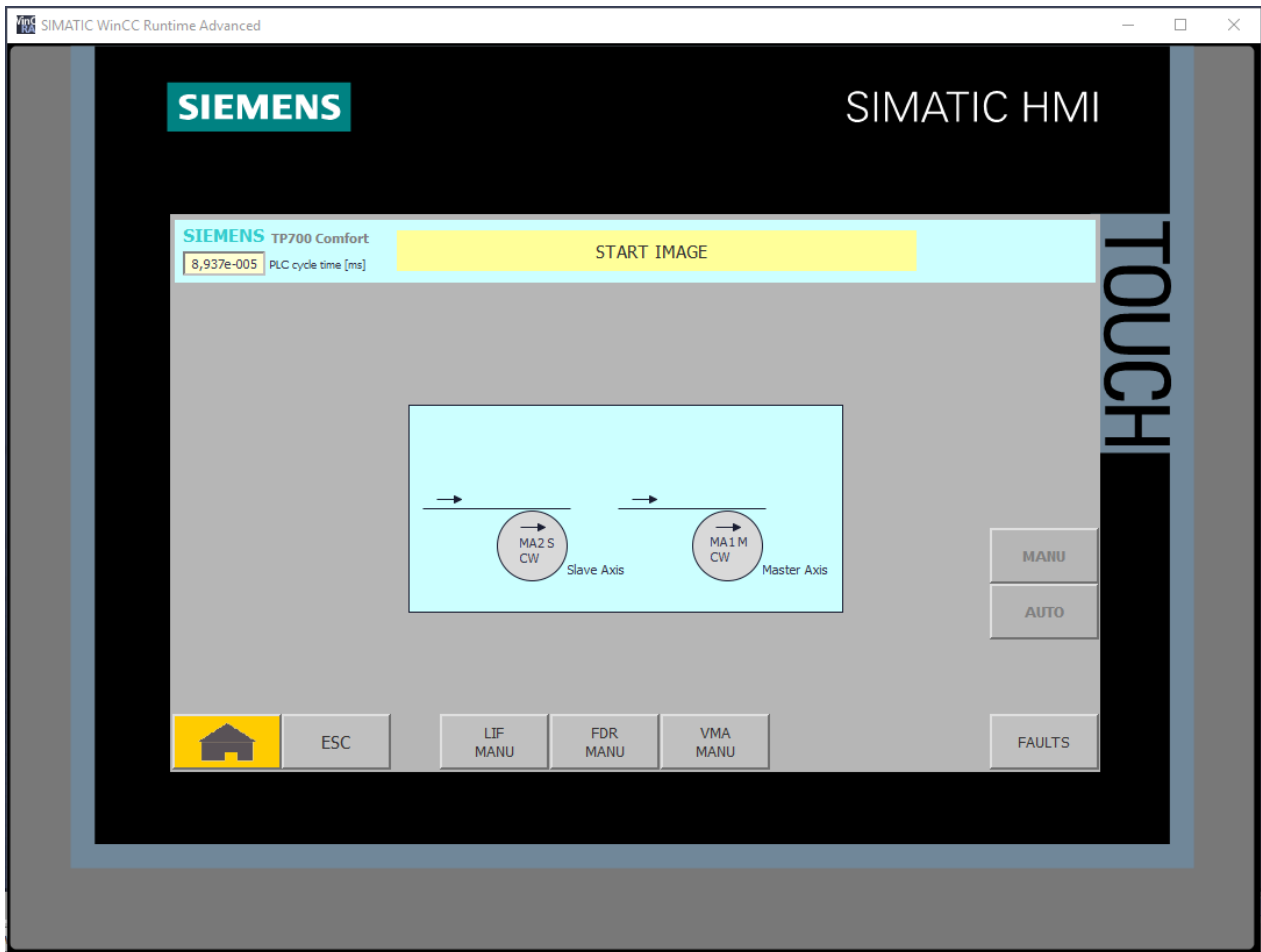 SIMATIC WinCC Runtime Advanced
SIEMENS
SIMATIC HMI
TOUCH
SIEMENS TP700 Comfort
8,937e-005 PLC cycle time [ms]
START IMAGE
MA2 S
CW
Slave Axis
MA1 M
CW
Master Axis
MANU
AUTO
ESC
LIF
MANU
FDR
MANU
VMA
MANU
FAULTS